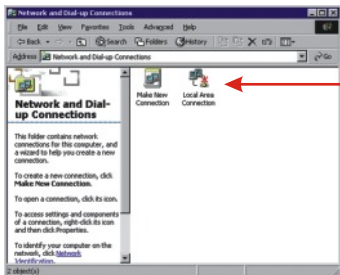 Network and Dial-up Connections
File Edit View Favorites Tools Advanced Help
Back Search Folders History
Address Network and Dial-up Connections Go
Network and Dial-
up Connections
This folder contains network
connections for this computer, and
a wizard to help you create a new
connection.
To create a new connection, click
Make New Connection.
To open a connection, click its icon.
To access settings and components
of a connection, right-click its icon
and then click Properties.
To identify your computer on the
network, click Network
Identification.
Make New
Connection
Local Area
Connection
2 object(s)